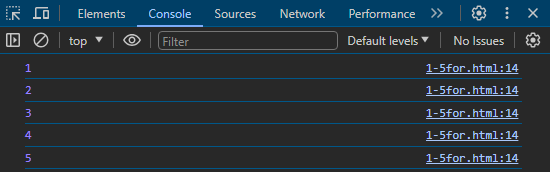 Elements Console Sources Network Performance
top Filter Default levels No Issues
1 1-5for.html:14
2 1-5for.html:14
3 1-5for.html:14
4 1-5for.html:14
5 1-5for.html:14